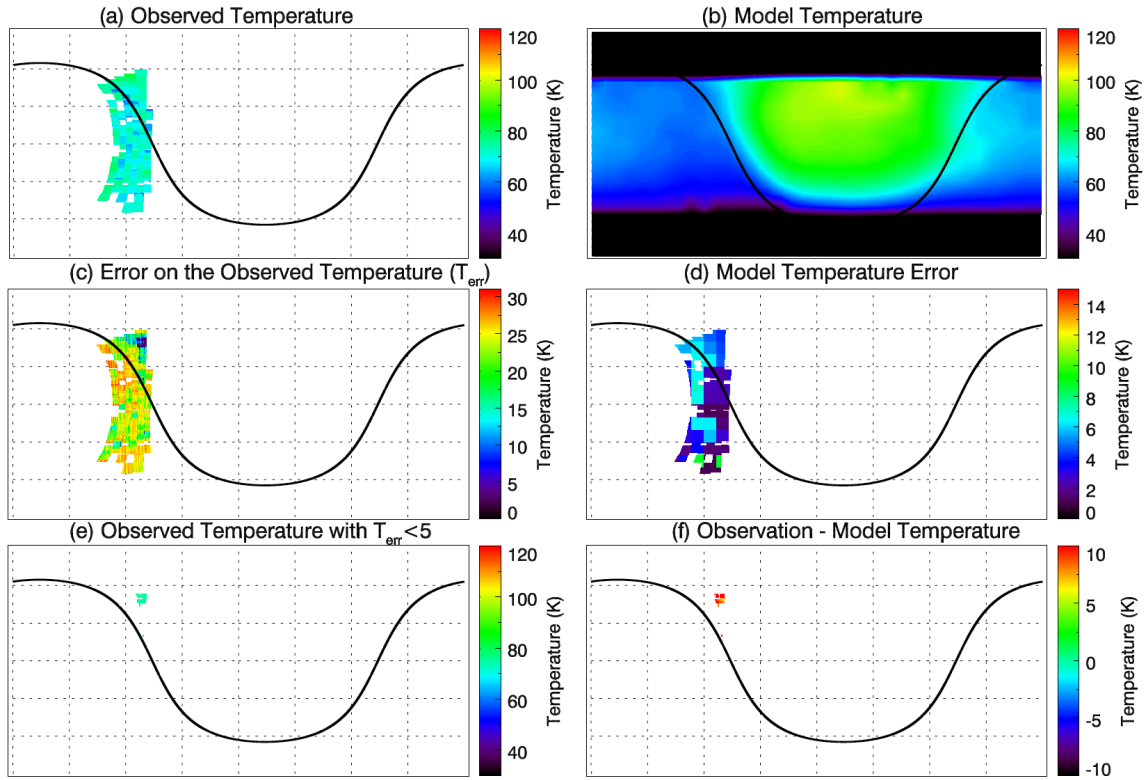 (a) Observed Temperature
120
100
80
60
40
Temperature (K)
(b) Model Temperature
120
100
80
60
40
Temperature (K)
(c) Error on the Observed Temperature (Terr)
30
25
20
15
10
5
0
Temperature (K)
(d) Model Temperature Error
14
12
10
8
6
4
2
0
Temperature (K)
(e) Observed Temperature with Terr<5
120
100
80
60
40
Temperature (K)
(f) Observation - Model Temperature
10
5
0
-5
-10
Temperature (K)